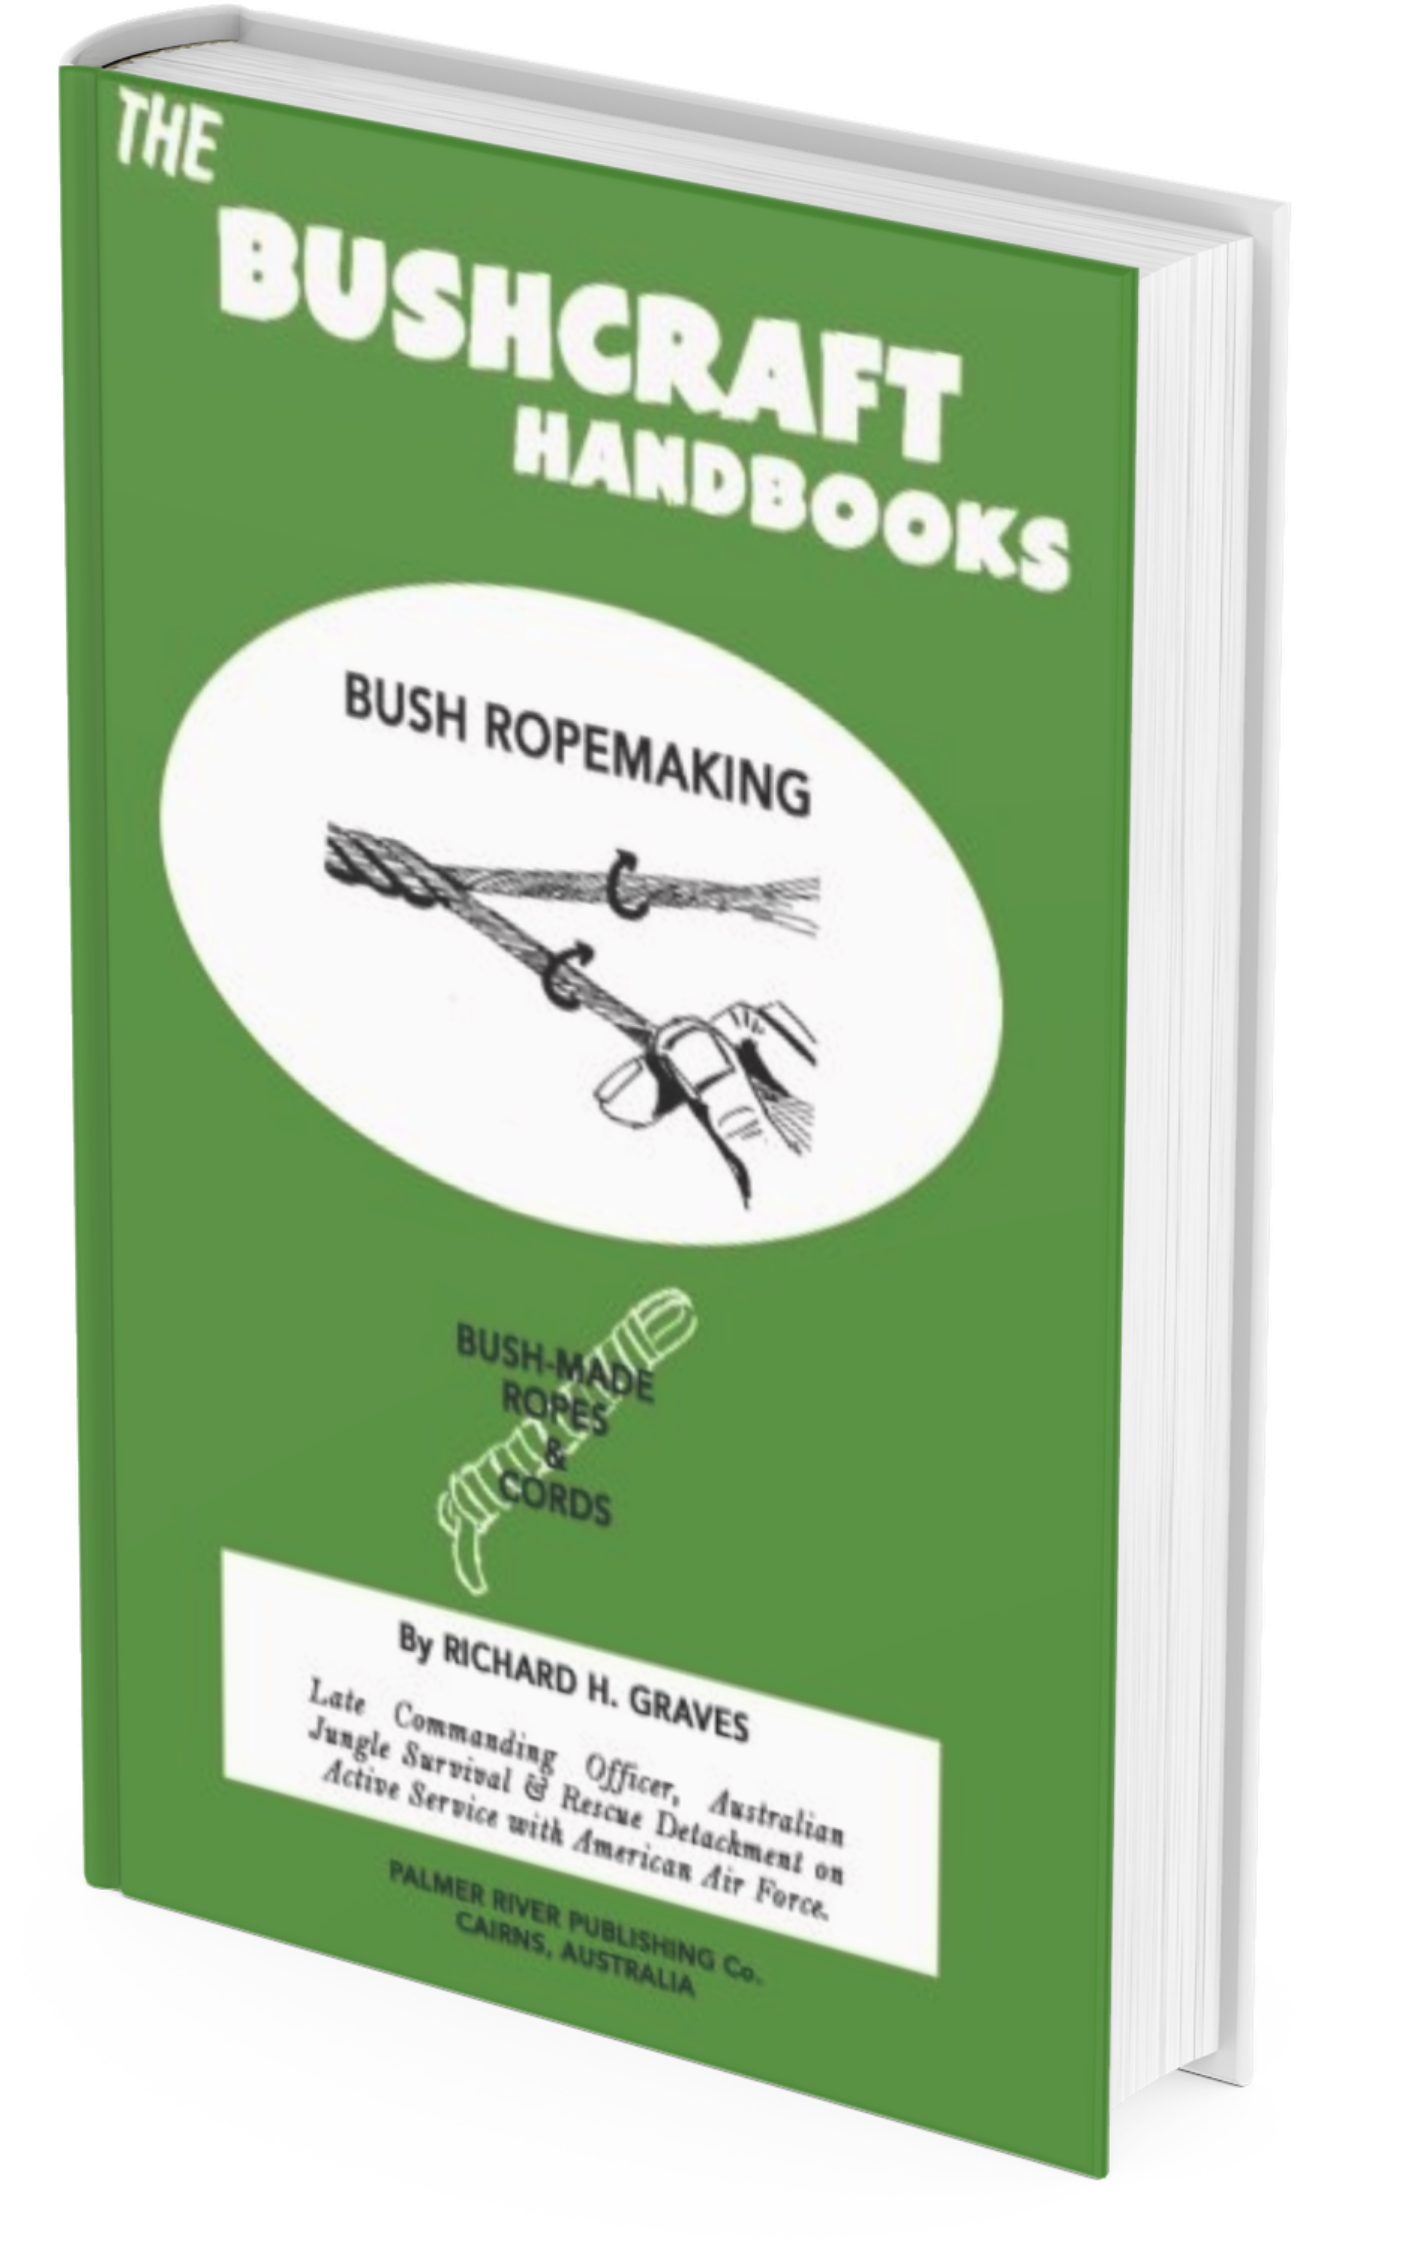 THE
BUSHCRAFT
HANDBOOKS
BUSH ROPEMAKING
BUSH-MADE
ROPES
&
CORDS
By RICHARD H. GRAVES
Late Commanding Officer, Australian
Jungle Survival & Rescue Detachment on
Active Service with American Air Force.
PALMER RIVER PUBLISHING Co.
CAIRNS, AUSTRALIA